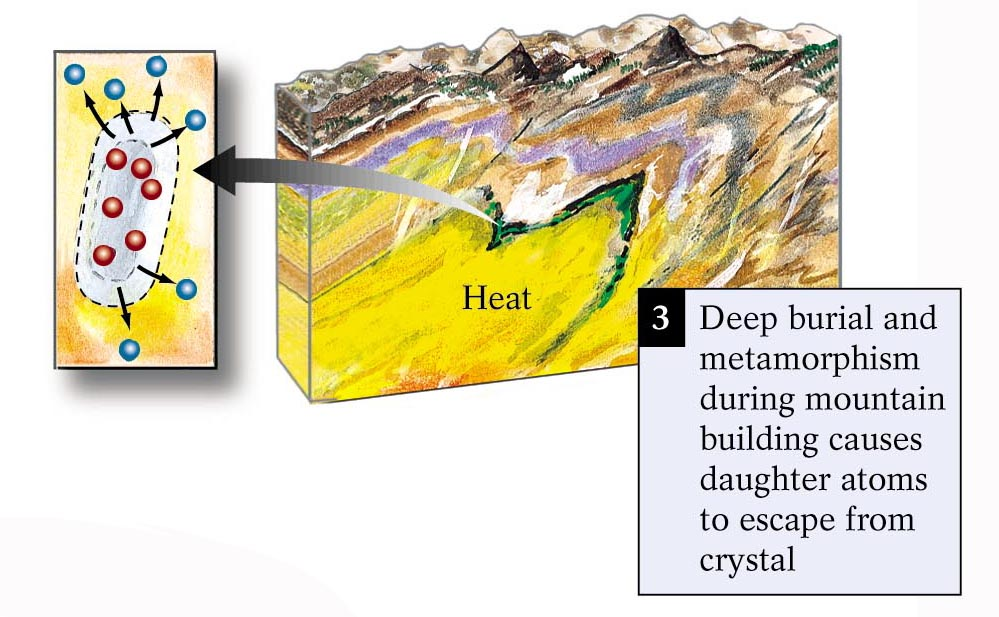 Heat
3 Deep burial and
metamorphism
during mountain
building causes
daughter atoms
to escape from
crystal